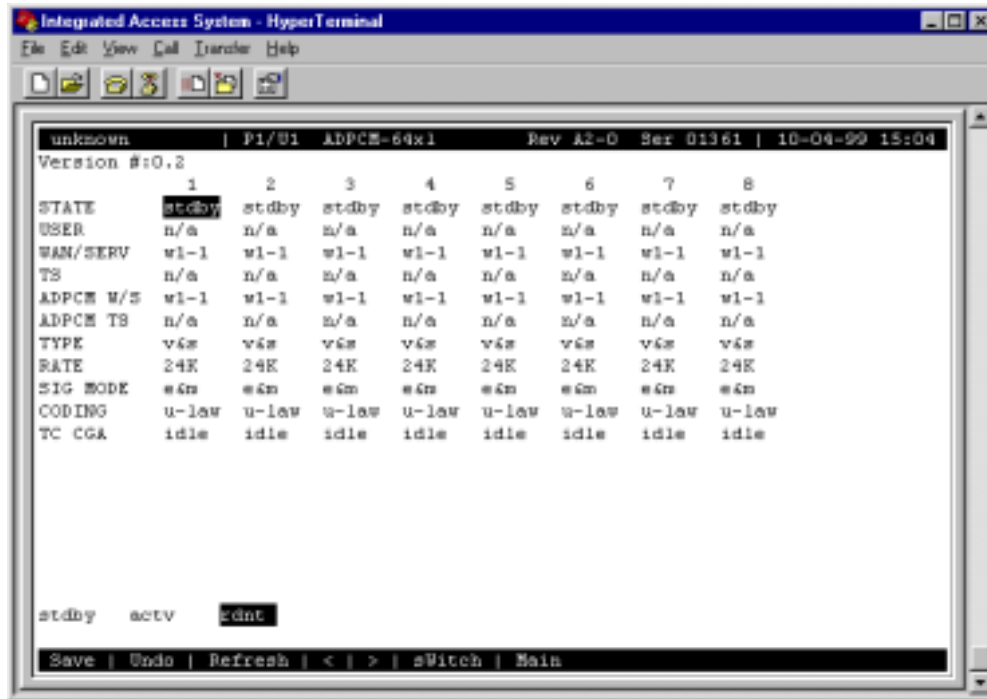 Integrated Access System - HyperTerminal
File Edit View Call Transfer Help
unknown | P1/U1 ADPCM-64x1 Rev A2-0 Ser 01361 | 10-04-99 15:04
Version #:0.2
1 2 3 4 5 6 7 8
STATE stdby stdby stdby stdby stdby stdby stdby stdby
USER n/a n/a n/a n/a n/a n/a n/a n/a
WAN/SERV w1-1 w1-1 w1-1 w1-1 w1-1 w1-1 w1-1 w1-1
TS n/a n/a n/a n/a n/a n/a n/a n/a
ADPCM W/S w1-1 w1-1 w1-1 w1-1 w1-1 w1-1 w1-1 w1-1
ADPCM TS n/a n/a n/a n/a n/a n/a n/a n/a
TYPE v&s v&s v&s v&s v&s v&s v&s v&s
RATE 24K 24K 24K 24K 24K 24K 24K 24K
SIG MODE e&m e&m e&m e&m e&m e&m e&m e&m
CODING u-law u-law u-law u-law u-law u-law u-law u-law
TC CGA idle idle idle idle idle idle idle idle
stdby actv rdnt
Save | Undo | Refresh | < | > | sWitch | Main